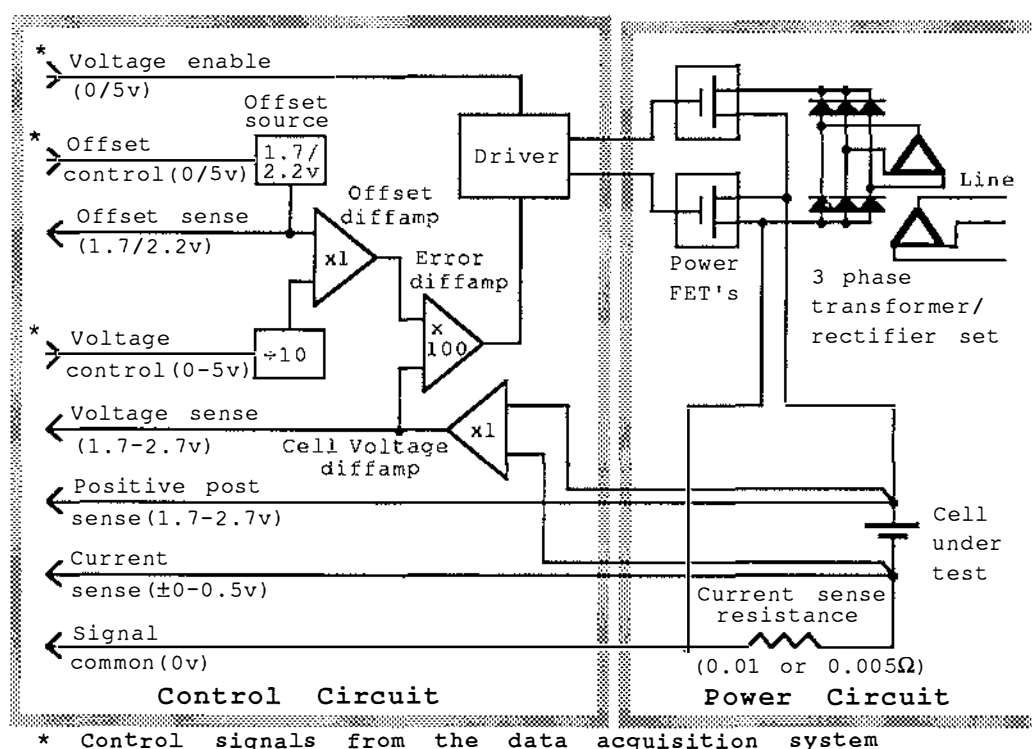 * Voltage enable
(0/5v)
Offset
source
* Offset
control(0/5v)
1.7/
2.2v
Driver
Offset
diffamp
Offset sense
(1.7/2.2v)
x1
Error
diffamp
x
100
* Voltage
control(0-5v)
÷10
Voltage sense
(1.7-2.7v)
Cell Voltage
diffamp
x1
Positive post
sense(1.7-2.7v)
Current
sense(±0-0.5v)
Signal
common(0v)
Control Circuit
Line
Power
FET's
3 phase
transformer/
rectifier set
Cell
under
test
Current sense
resistance
(0.01 or 0.005Ω)
Power Circuit
* Control signals from the data acquisition system